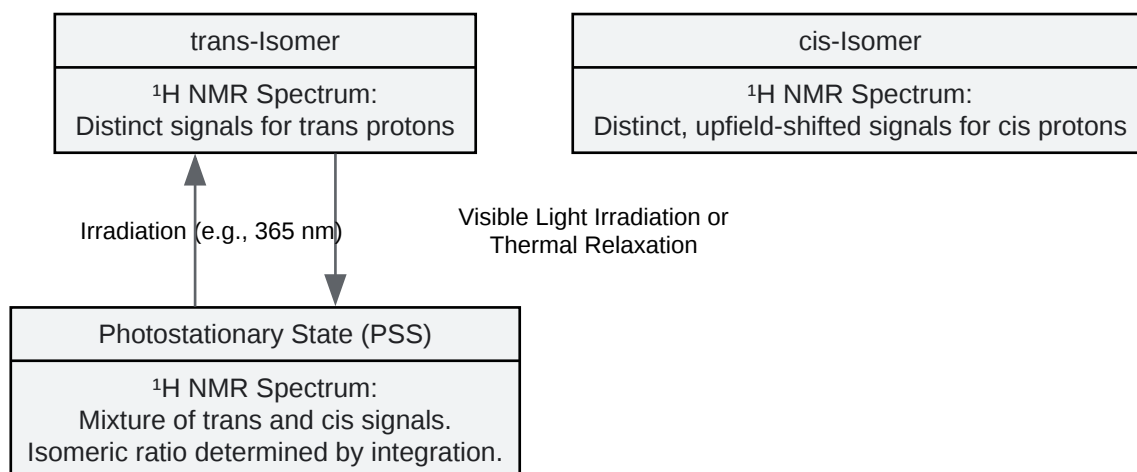 trans-Isomer
¹H NMR Spectrum:
Distinct signals for trans protons
cis-Isomer
¹H NMR Spectrum:
Distinct, upfield-shifted signals for cis protons
Irradiation (e.g., 365 nm)
Visible Light Irradiation or
Thermal Relaxation
Photostationary State (PSS)
¹H NMR Spectrum:
Mixture of trans and cis signals.
Isomeric ratio determined by integration.